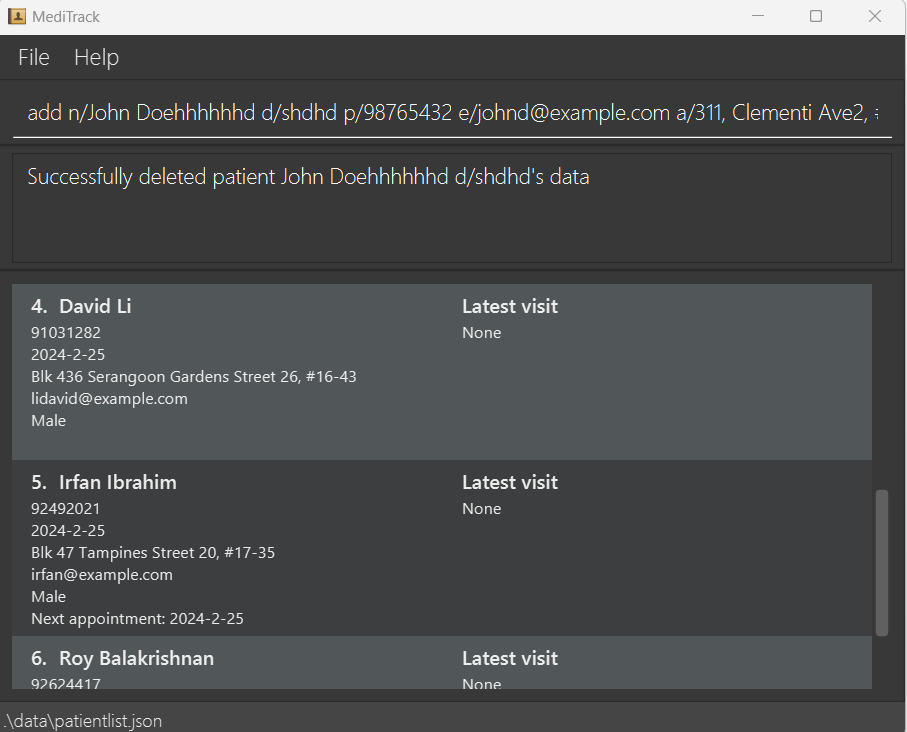 MediTrack
File Help
add n/John Doehhhhhhd d/shdhd p/98765432 e/johnd@example.com a/311, Clementi Ave2,
Successfully deleted patient John Doehhhhhhd d/shdhd's data
4. David Li
Latest visit
91031282
None
2024-2-25
Blk 436 Serangoon Gardens Street 26, #16-43
lidavid@example.com
Male
5. Irfan Ibrahim
Latest visit
92492021
None
2024-2-25
Blk 47 Tampines Street 20, #17-35
irfan@example.com
Male
Next appointment: 2024-2-25
6. Roy Balakrishnan
Latest visit
92624417
None
.\data\patientlist.json